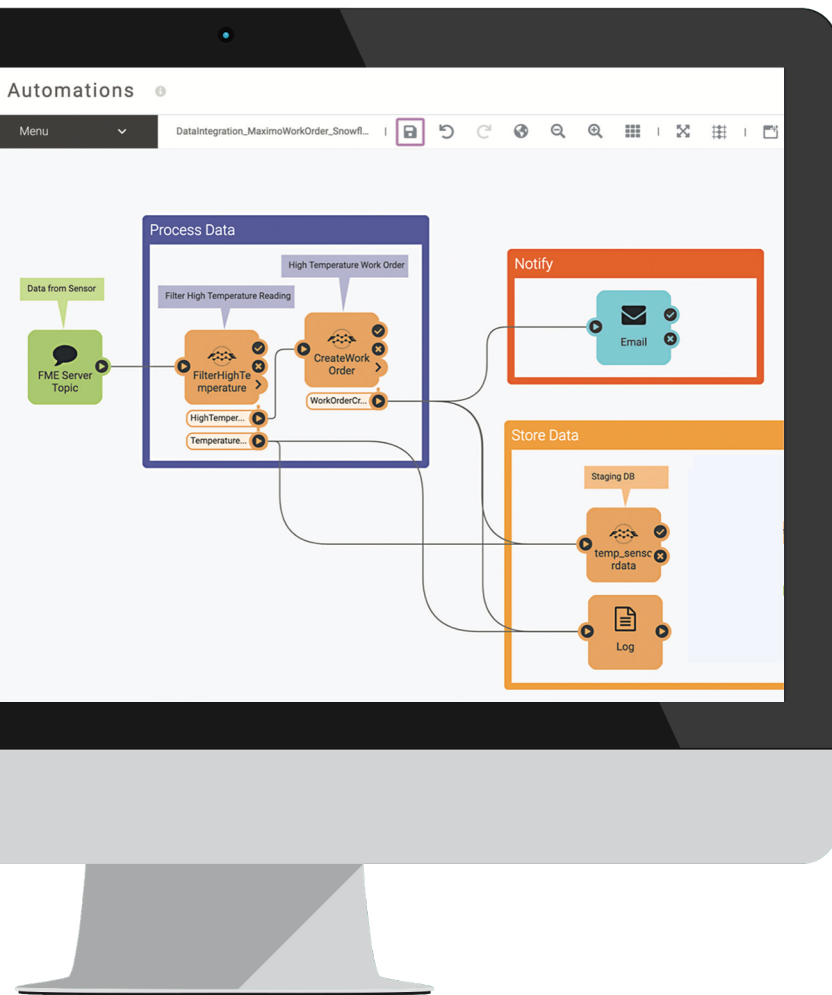 Automations
Menu
DataIntegration_MaximoWorkOrder_Snowfl...
Process Data
High Temperature Work Order
Notify
Data from Sensor
Filter High Temperature Reading
Email
FME Server
Topic
FilterHighTe
mperature
CreateWork
Order
WorkOrderCr...
HighTemper...
Temperature...
Store Data
Staging DB
temp_senso
rdata
Log